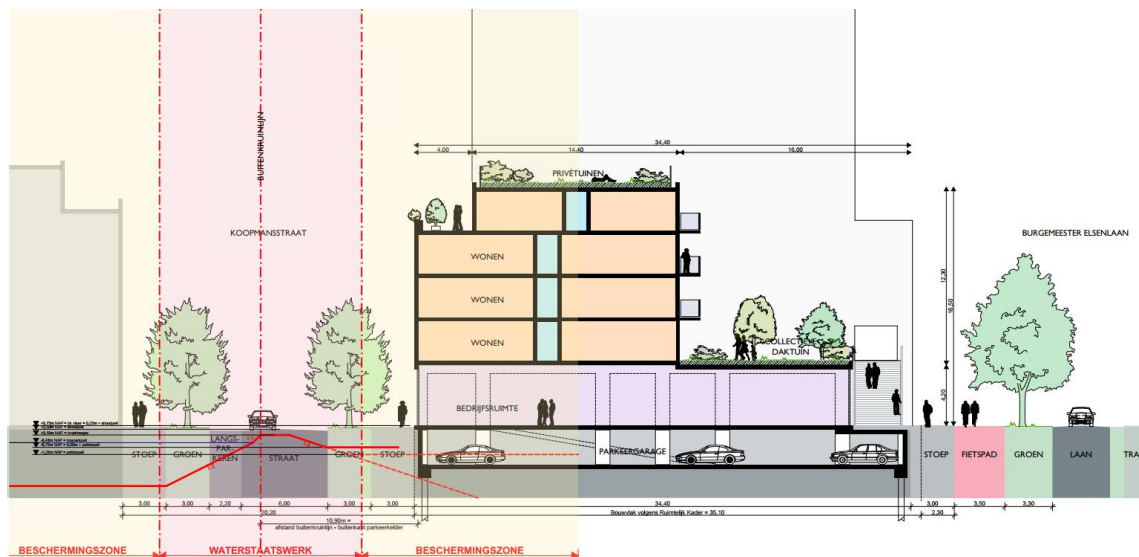 34,40
4,00
14,40
16,00
BUITENKRUINLIJN
PRIVÉTUINEN
KOOPMANSSTRAAT
BURGEMEESTER ELSENLAAN
WONEN
WONEN
WONEN
12,30
16,50
COLLECTIEVE
DAKTUIN
4,20
BEDRIJFSRUIMTE
LANGS-
PAR-
KEREN
STOEP
GROEN
STRAAT
GROEN
STOEP
PARKEERGARAGE
STOEP
FIETSPAD
GROEN
LAAN
TRA
3,00
3,00
2,20
6,00
3,00
3,00
34,40
3,00
3,50
3,30
20,20
Bouwvlak volgens Ruimtelijk Kader = 35,10
2,30
10,90m =
afstand buitenkruinlijn - buitenkant parkeerkelder
BESCHERMINGSZONE
WATERSTAATSWERK
BESCHERMINGSZONE